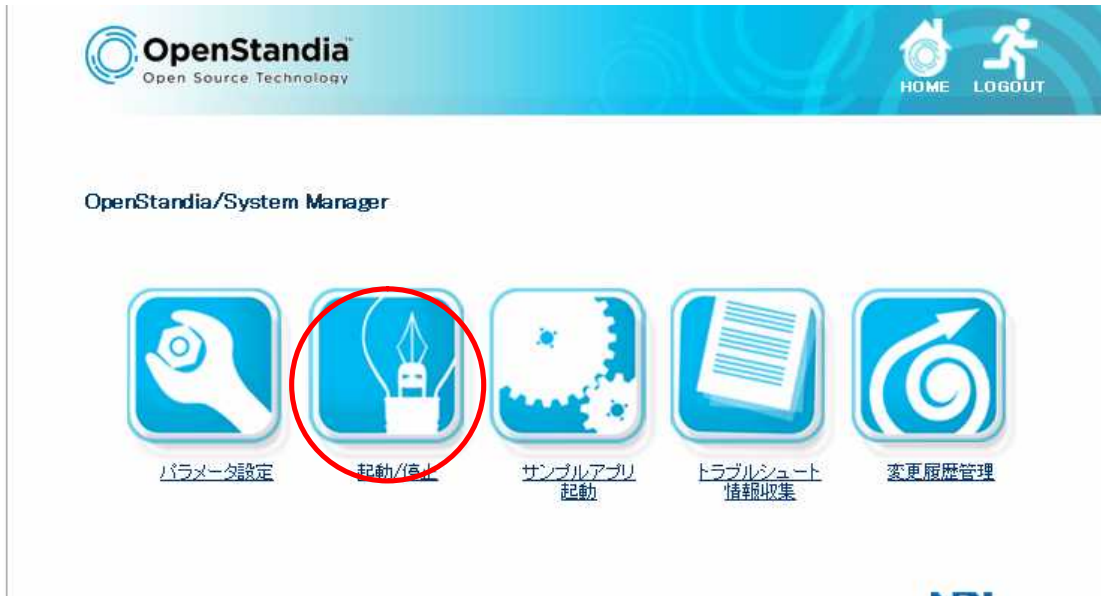 OpenStandia™
Open Source Technology
HOME
LOGOUT
OpenStandia/System Manager
パラメータ設定
起動/停止
サンプルアプリ
起動
トラブルシュート
情報収集
変更履歴管理